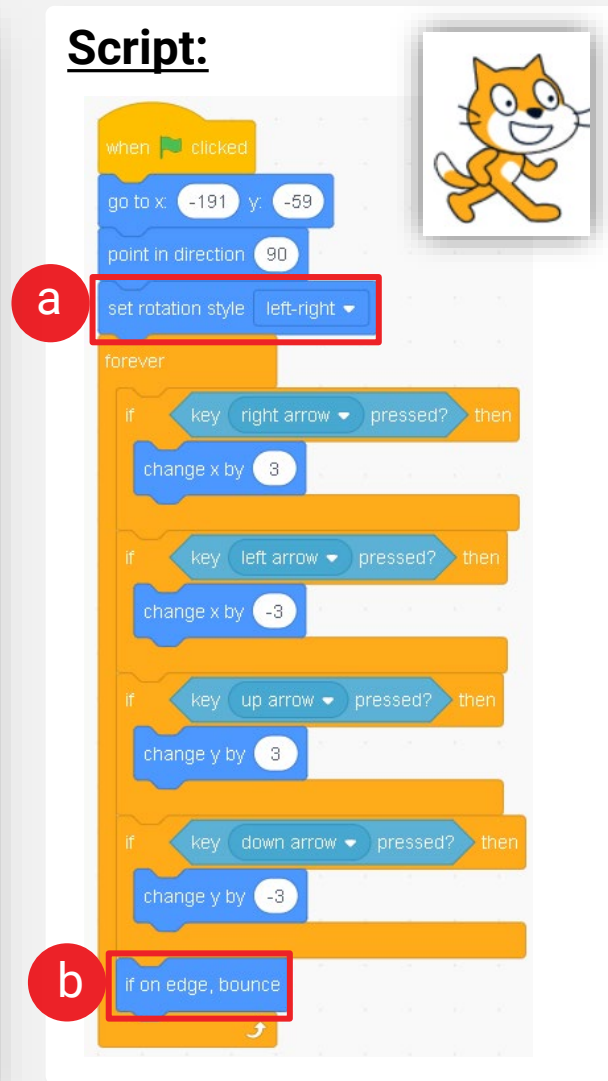 Script:
when clicked
go to x: -191 y: -59
point in direction 90
a
set rotation style left-right
forever
if key right arrow pressed? then
change x by 3
if key left arrow pressed? then
change x by -3
if key up arrow pressed? then
change y by 3
if key down arrow pressed? then
change y by -3
b
if on edge, bounce